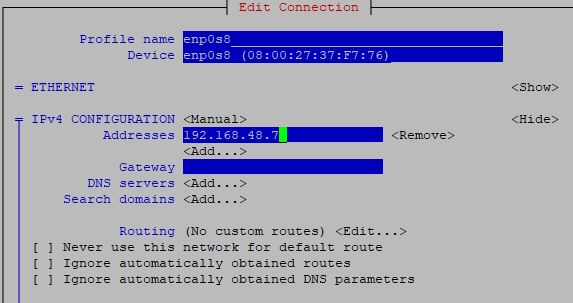 Edit Connection
Profile name enp0s8
Device enp0s8 (08:00:27:37:F7:76)
= ETHERNET <Show>
╤ IPv4 CONFIGURATION <Manual> <Hide>
Addresses 192.168.48.7 <Remove>
<Add...>
Gateway
DNS servers <Add...>
Search domains <Add...>
Routing (No custom routes) <Edit...>
[ ] Never use this network for default route
[ ] Ignore automatically obtained routes
[ ] Ignore automatically obtained DNS parameters